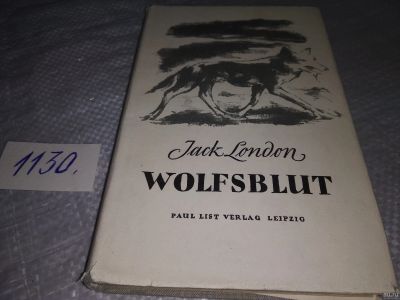 1130.
Jack London
WOLFSBLUT
PAUL LIST VERLAG LEIPZIG